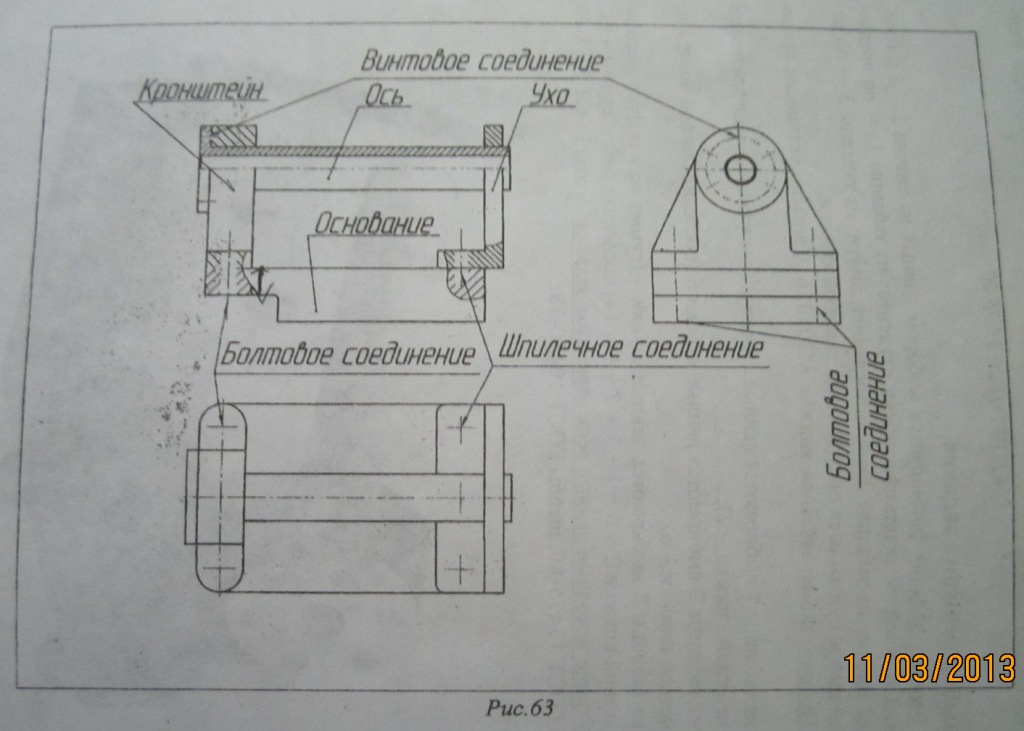 Винтовое соединение
Кронштейн
Ось
Ухо
Основание
Болтовое соединение
Шпилечное соединение
Болтовое
соединение
11/03/2013
Рис.63